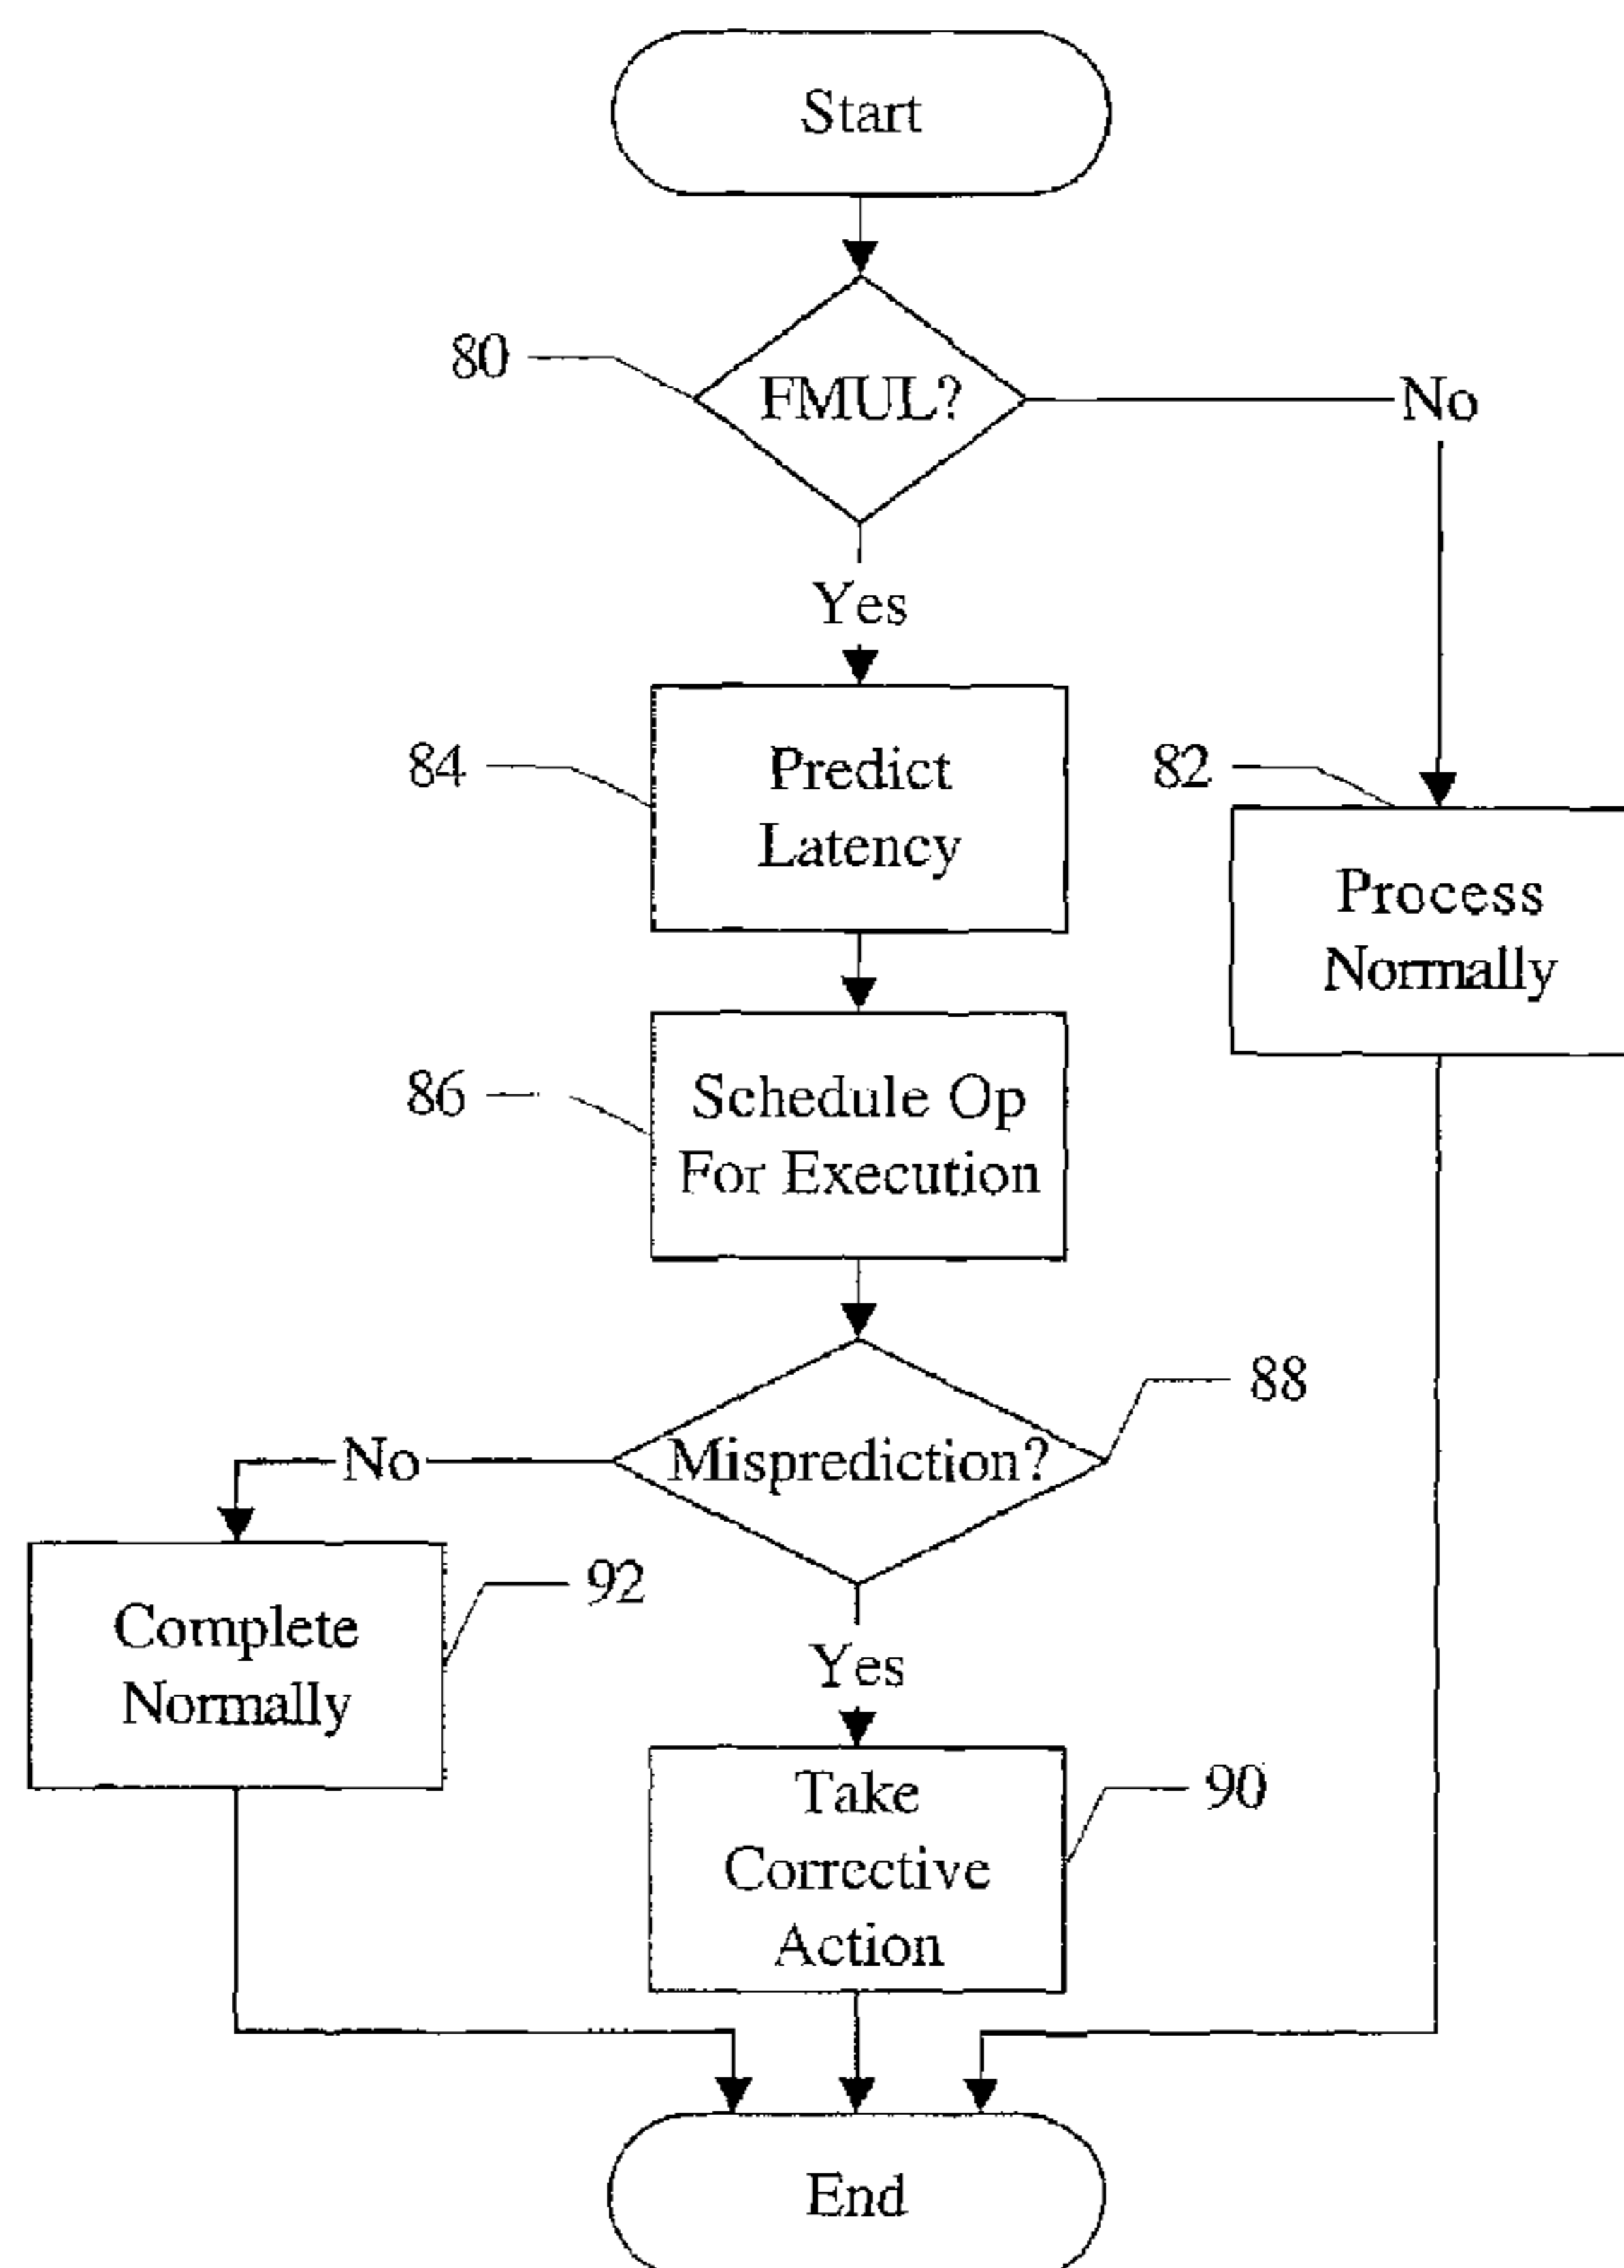 Start
80
FMUL?
No
Yes
84
Predict
Latency
82
Process
Normally
86
Schedule Op
For Execution
88
Misprediction?
No
92
Complete
Normally
Yes
90
Take
Corrective
Action
End